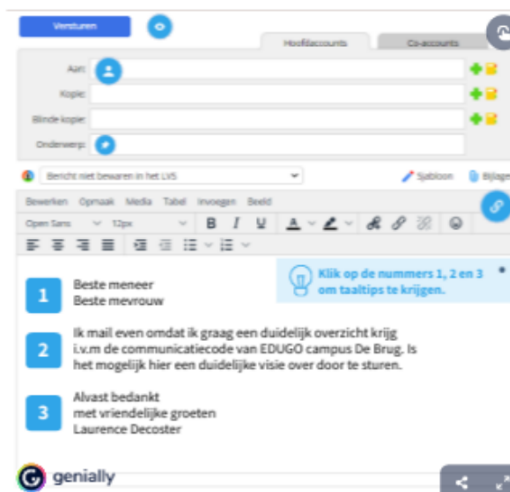 Versturen
Hoofdaccounts
Co-accounts
Aan:
Kopie:
Blinde kopie:
Onderwerp:
Bericht niet bewaren in het LVS
Sjabloon
Bijlage
Bewerken Opmaak Media Tabel Invoegen Beeld
Open Sans 12px B I U A
Klik op de nummers 1, 2 en 3
om taaltips te krijgen.
1
Beste meneer
Beste mevrouw
2
Ik mail even omdat ik graag een duidelijk overzicht krijg
i.v.m de communicatiecode van EDUGO campus De Brug. Is
het mogelijk hier een duidelijke visie over door te sturen.
3
Alvast bedankt
met vriendelijke groeten
Laurence Decoster
genially